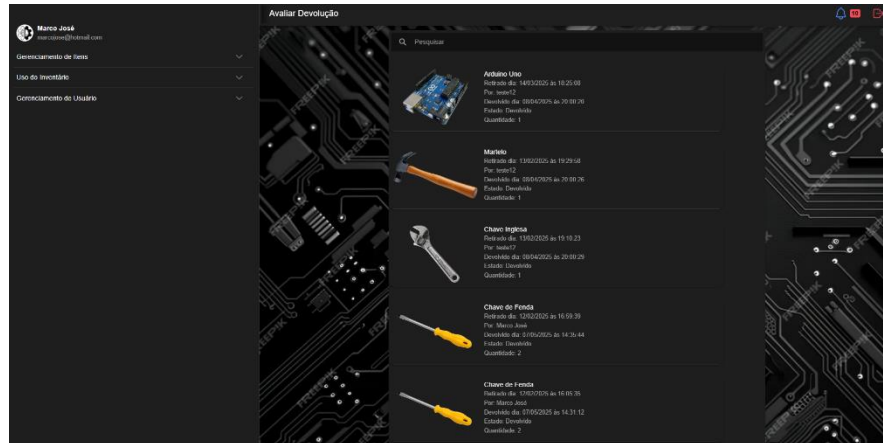 Marco José
marcojose@hotmail.com
Gerenciamento de Itens
Uso do Inventário
Gerenciamento do Usuário
Avaliar Devolução
10
Pesquisar
Arduino Uno
Retirado dia: 14/03/2025 às 10:25:08
Por: teste12
Devolvido dia: 08/04/2025 às 20:00:26
Estado: Devolvido
Quantidade: 1
Martelo
Retirado dia: 13/02/2025 às 19:29:58
Por: teste12
Devolvido dia: 08/04/2025 às 20:00:26
Estado: Devolvido
Quantidade: 1
Chave Inglesa
Retirado dia: 13/02/2025 às 19:10:23
Por: teste12
Devolvido dia: 08/04/2025 às 20:00:26
Estado: Devolvido
Quantidade: 1
Chave de Fenda
Retirado dia: 12/02/2025 às 16:59:39
Por: Marco José
Devolvido dia: 07/05/2025 às 14:35:44
Estado: Devolvido
Quantidade: 2
Chave de Fenda
Retirado dia: 12/02/2025 às 16:05:35
Por: Marco José
Devolvido dia: 07/05/2025 às 14:31:12
Estado: Devolvido
Quantidade: 2
FREEPIK